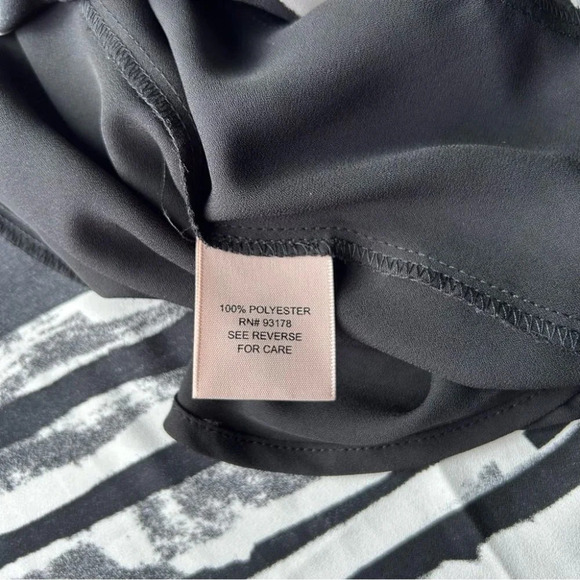 100% POLYESTER
RN# 93178
SEE REVERSE
FOR CARE